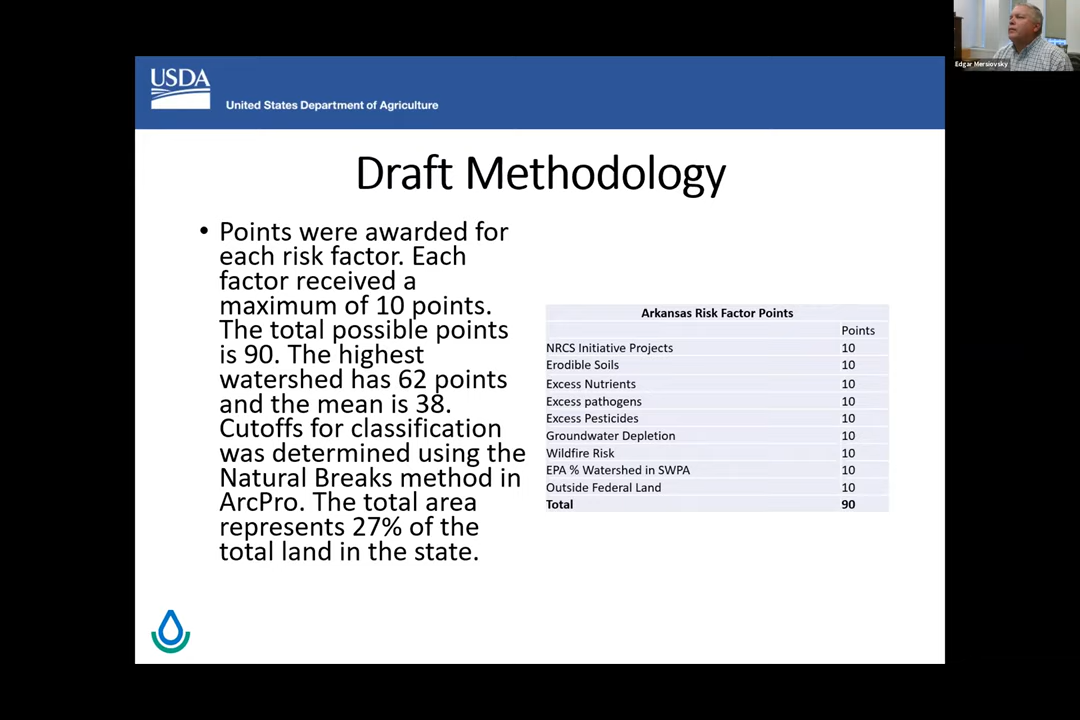 Edgar Mersiovsky
USDA
United States Department of Agriculture
Draft Methodology
• Points were awarded for
each risk factor. Each
factor received a
maximum of 10 points.
The total possible points
is 90. The highest
watershed has 62 points
and the mean is 38.
Cutoffs for classification
was determined using the
Natural Breaks method in
ArcPro. The total area
represents 27% of the
total land in the state.
Arkansas Risk Factor Points
Points
NRCS Initiative Projects 10
Erodible Soils 10
Excess Nutrients 10
Excess pathogens 10
Excess Pesticides 10
Groundwater Depletion 10
Wildfire Risk 10
EPA % Watershed in SWPA 10
Outside Federal Land 10
Total 90